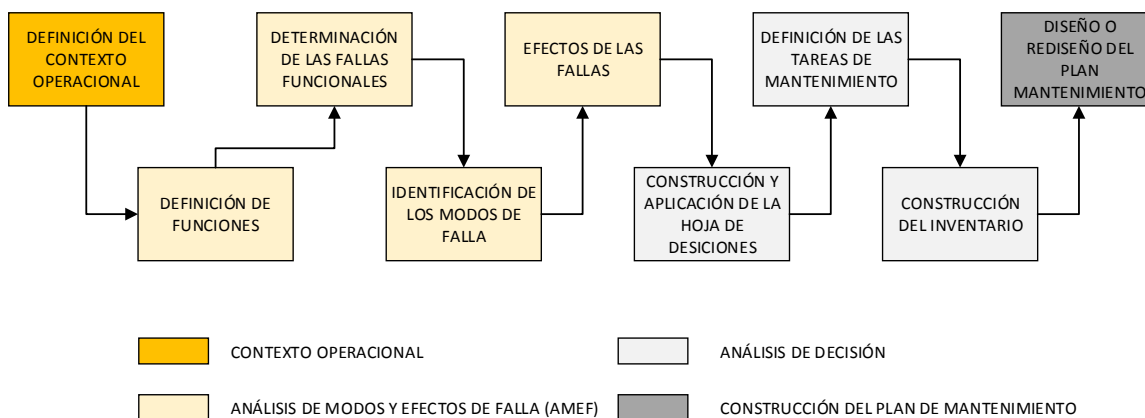 DEFINICIÓN DEL
CONTEXTO
OPERACIONAL
DEFINICIÓN DE
FUNCIONES
DETERMINACIÓN
DE LAS FALLAS
FUNCIONALES
IDENTIFICACIÓN DE
LOS MODOS DE
FALLA
EFECTOS DE LAS
FALLAS
CONSTRUCCIÓN Y
APLICACIÓN DE LA
HOJA DE
DESICIONES
DEFINICIÓN DE LAS
TAREAS DE
MANTENIMIENTO
CONSTRUCCIÓN
DEL INVENTARIO
DISEÑO O
REDISEÑO DEL
PLAN
MANTENIMIENTO
CONTEXTO OPERACIONAL
ANÁLISIS DE DECISIÓN
ANÁLISIS DE MODOS Y EFECTOS DE FALLA (AMEF)
CONSTRUCCIÓN DEL PLAN DE MANTENIMIENTO